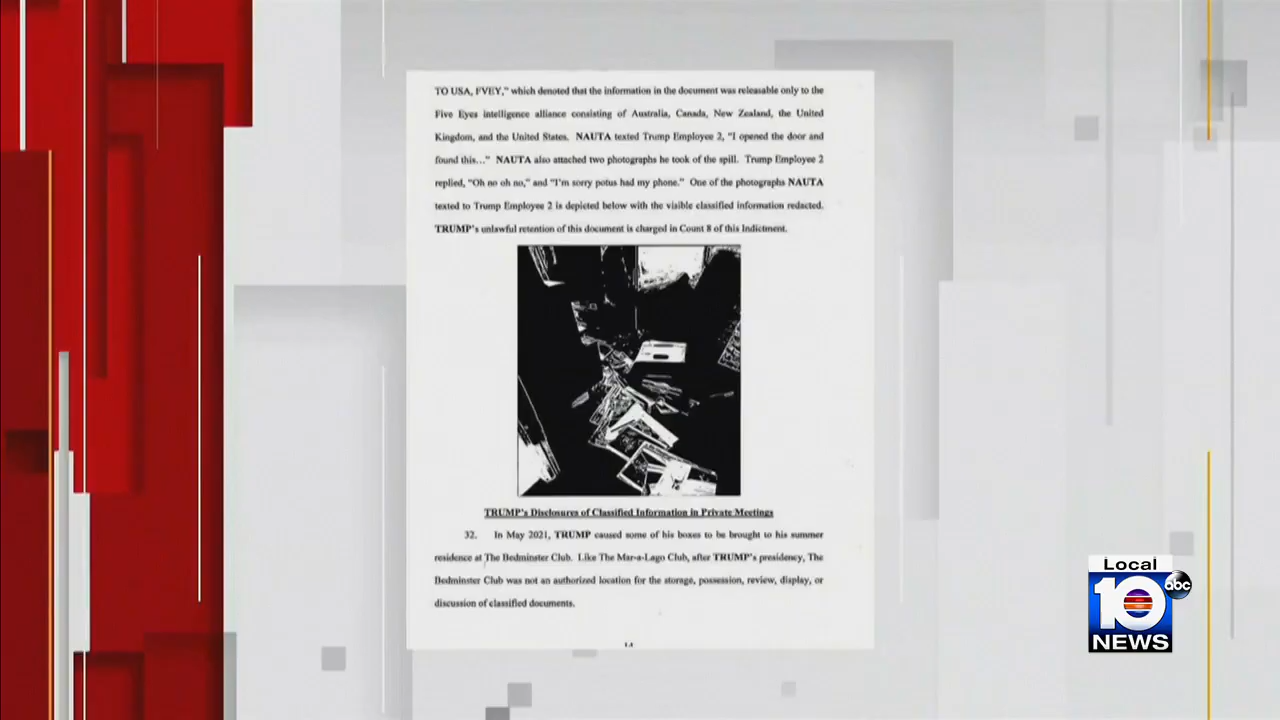 TO USA, FVEY," which denoted that the information in the document was releasable only to the
Five Eyes intelligence alliance consisting of Australia, Canada, New Zealand, the United
Kingdom, and the United States. NAUTA texted Trump Employee 2, "I opened the door and
found this..." NAUTA also attached two photographs he took of the spill. Trump Employee 2
replied, "Oh no oh no," and "I'm sorry potus had my phone." One of the photographs NAUTA
texted to Trump Employee 2 is depicted below with the visible classified information redacted.
TRUMP's unlawful retention of this document is charged in Count 8 of this Indictment.
TRUMP's Disclosures of Classified Information in Private Meetings
32. In May 2021, TRUMP caused some of his boxes to be brought to his summer
residence at The Bedminster Club. Like The Mar-a-Lago Club, after TRUMP's presidency, The
Bedminster Club was not an authorized location for the storage, possession, review, display, or
discussion of classified documents.
Local
10
abc
NEWS